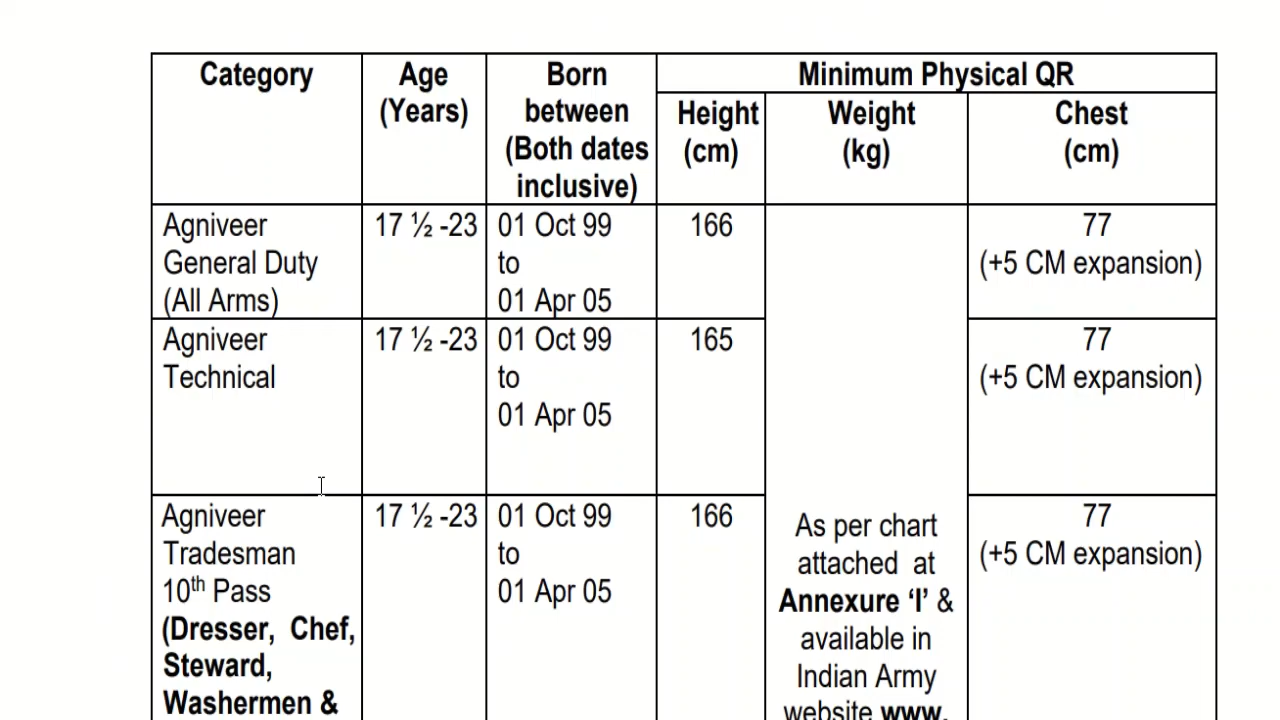 Category
Age
(Years)
Born
between
(Both dates
inclusive)
Minimum Physical QR
Height
(cm)
Weight
(kg)
Chest
(cm)
Agniveer
General Duty
(All Arms)
17 ½ -23
01 Oct 99
to
01 Apr 05
166
77
(+5 CM expansion)
Agniveer
Technical
17 ½ -23
01 Oct 99
to
01 Apr 05
165
77
(+5 CM expansion)
Agniveer
Tradesman
10th Pass
(Dresser, Chef,
Steward,
Washermen &
17 ½ -23
01 Oct 99
to
01 Apr 05
166
As per chart
attached at
Annexure ‘I’ &
available in
Indian Army
website www.
77
(+5 CM expansion)